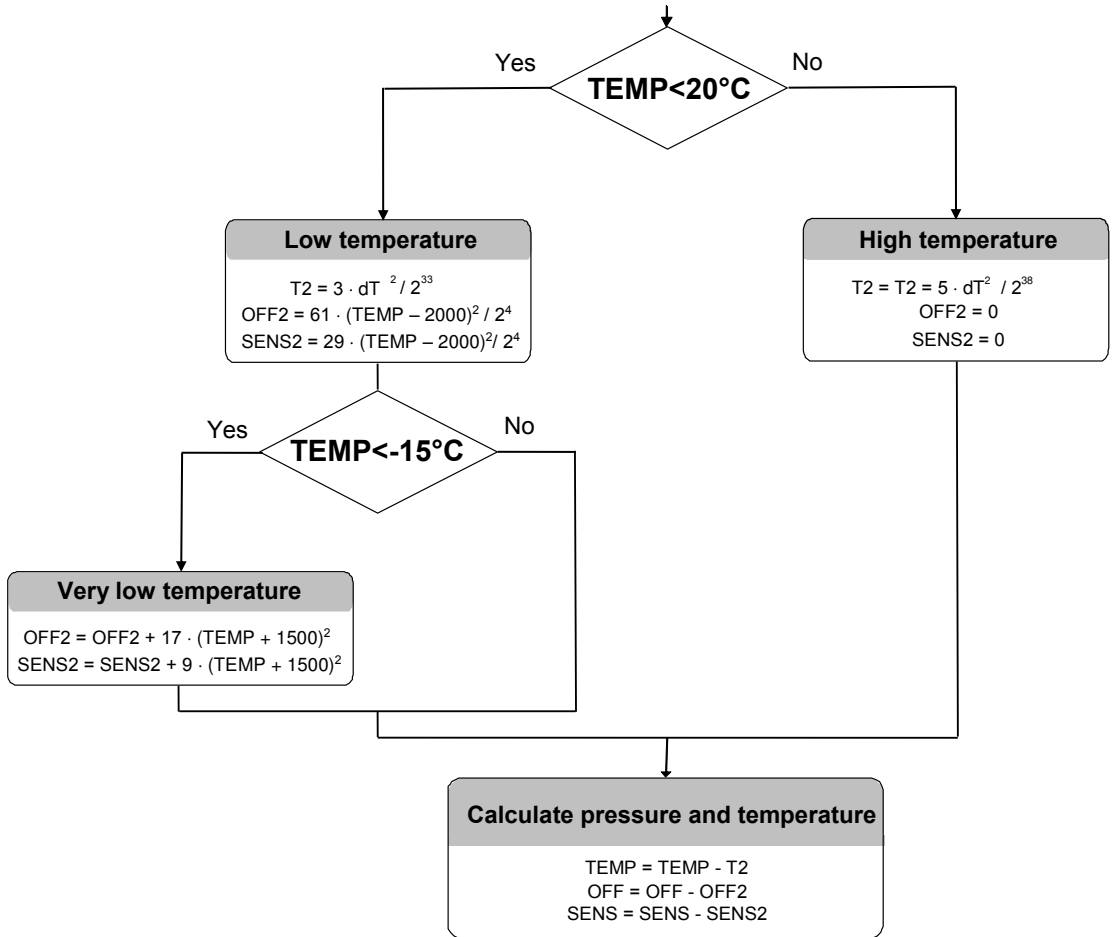 Yes
No
TEMP<20°C
Low temperature
T2 = 3 · dT ² / 2³³
OFF2 = 61 · (TEMP – 2000)² / 2⁴
SENS2 = 29 · (TEMP – 2000)²/ 2⁴
High temperature
T2 = T2 = 5 · dT² / 2³⁸
OFF2 = 0
SENS2 = 0
Yes
No
TEMP<-15°C
Very low temperature
OFF2 = OFF2 + 17 · (TEMP + 1500)²
SENS2 = SENS2 + 9 · (TEMP + 1500)²
Calculate pressure and temperature
TEMP = TEMP - T2
OFF = OFF - OFF2
SENS = SENS - SENS2